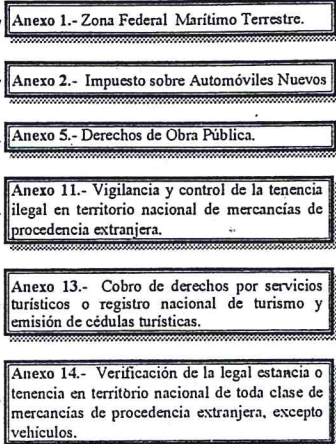 Anexo 1.- Zona Federal Marítimo Terrestre.
Anexo 2.- Impuesto sobre Automóviles Nuevos
Anexo 5.- Derechos de Obra Pública.
Anexo 11.- Vigilancia y control de la tenencia
ilegal en territorio nacional de mercancías de
procedencia extranjera.
Anexo 13.- Cobro de derechos por servicios
turísticos o registro nacional de turismo y
emisión de cédulas turísticas.
Anexo 14.- Verificación de la legal estancia o
tenencia en territorio nacional de toda clase de
mercancías de procedencia extranjera, excepto
vehículos.